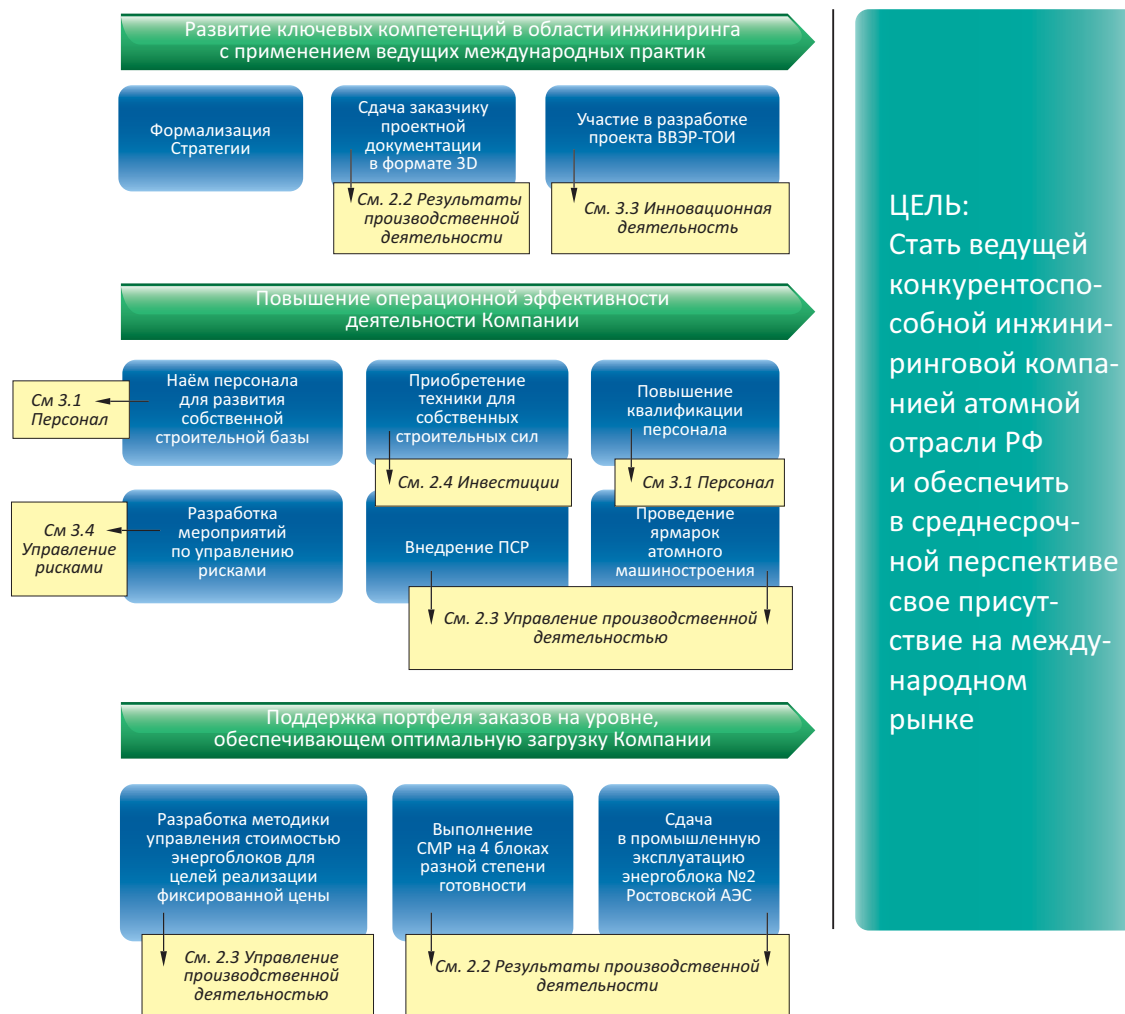 Развитие ключевых компетенций в области инжиниринга
с применением ведущих международных практик
Формализация
Стратегии
Сдача заказчику
проектной
документации
в формате 3D
Участие в разработке
проекта ВВЭР-ТОИ
См. 2.2 Результаты
производственной
деятельности
См. 3.3 Инновационная
деятельность
Повышение операционной эффективности
деятельности Компании
Наём персонала
для развития
собственной
строительной базы
Приобретение
техники для
собственных
строительных сил
Повышение
квалификации
персонала
См 3.1
Персонал
См. 2.4 Инвестиции
См 3.1 Персонал
Разработка
мероприятий
по управлению
рисками
Внедрение ПСР
Проведение
ярмарок
атомного
машиностроения
См 3.4
Управление
рисками
См. 2.3 Управление производственной
деятельностью
Поддержка портфеля заказов на уровне,
обеспечивающем оптимальную загрузку Компании
Разработка методики
управления стоимостью
энергоблоков для
целей реализации
фиксированной цены
Выполнение
СМР на 4 блоках
разной степени
готовности
Сдача
в промышленную
эксплуатацию
энергоблока №2
Ростовской АЭС
См. 2.3 Управление
производственной
деятельностью
См. 2.2 Результаты производственной
деятельности
ЦЕЛЬ:
Стать ведущей
конкурентоспо-
собной инжини-
ринговой компа-
нией атомной
отрасли РФ
и обеспечить
в среднесроч-
ной перспективе
свое присут-
ствие на между-
народном
рынке